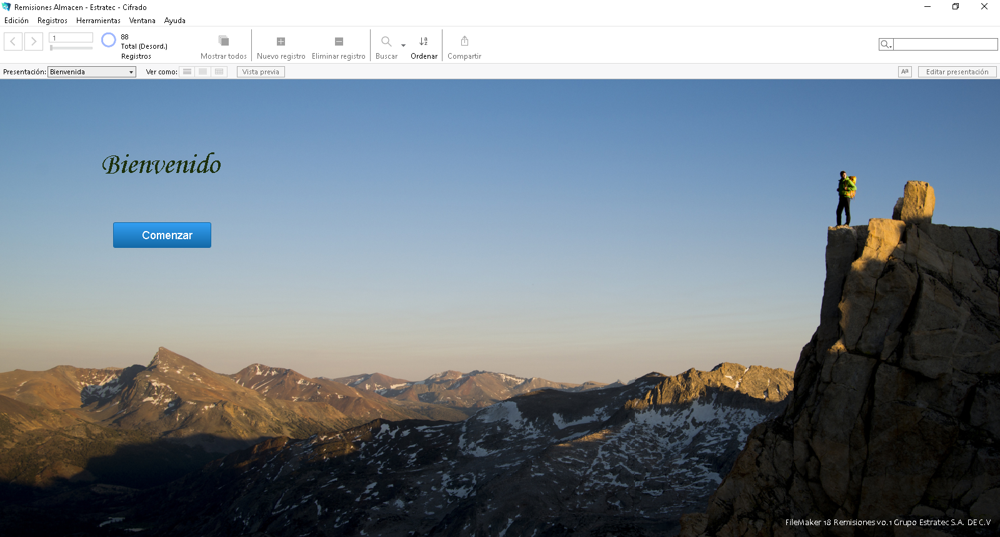 Remisiones Almacen - Estratec - Cifrado
Edición Registros Herramientas Ventana Ayuda
1
88
Total (Desord.)
Registros
Mostrar todos
Nuevo registro
Eliminar registro
Buscar
Ordenar
Compartir
Presentación: Bienvenida
Ver como:
Vista previa
Aa
Editar presentación
Bienvenido
Comenzar
FileMaker 18 Remisiones v0.1 Grupo Estratec S.A. DE C.V